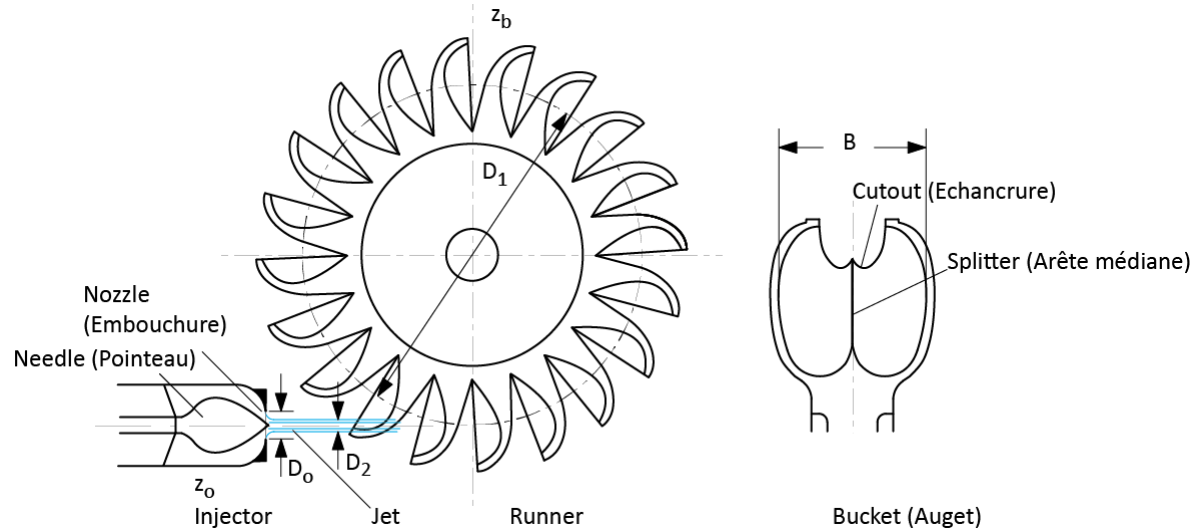 z_b
D_1
B
Cutout (Echancrure)
Splitter (Arête médiane)
Nozzle
(Embouchure)
Needle (Pointeau)
D_o
D_2
z_o
Injector
Jet
Runner
Bucket (Auget)